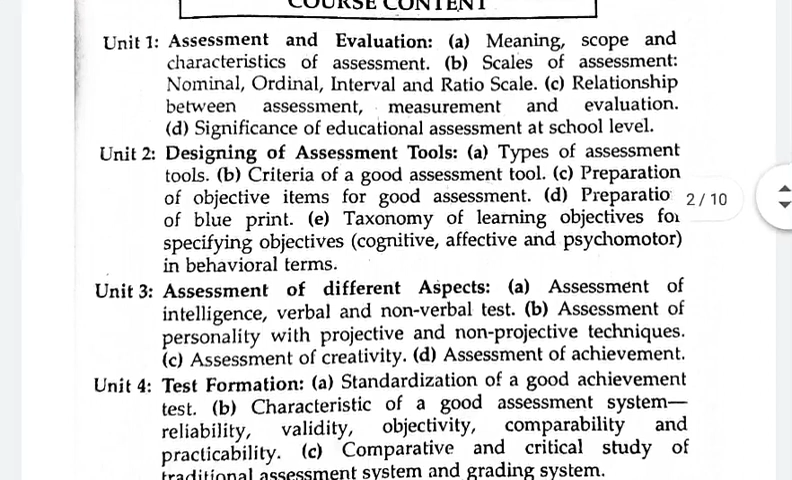 COURSE CONTENT
Unit 1: Assessment and Evaluation: (a) Meaning, scope and
characteristics of assessment. (b) Scales of assessment:
Nominal, Ordinal, Interval and Ratio Scale. (c) Relationship
between assessment, measurement and evaluation.
(d) Significance of educational assessment at school level.
Unit 2: Designing of Assessment Tools: (a) Types of assessment
tools. (b) Criteria of a good assessment tool. (c) Preparation
of objective items for good assessment. (d) Preparatio 2 / 10
of blue print. (e) Taxonomy of learning objectives for
specifying objectives (cognitive, affective and psychomotor)
in behavioral terms.
Unit 3: Assessment of different Aspects: (a) Assessment of
intelligence, verbal and non-verbal test. (b) Assessment of
personality with projective and non-projective techniques.
(c) Assessment of creativity. (d) Assessment of achievement.
Unit 4: Test Formation: (a) Standardization of a good achievement
test. (b) Characteristic of a good assessment system—
reliability, validity, objectivity, comparability and
practicability. (c) Comparative and critical study of
traditional assessment system and grading system.